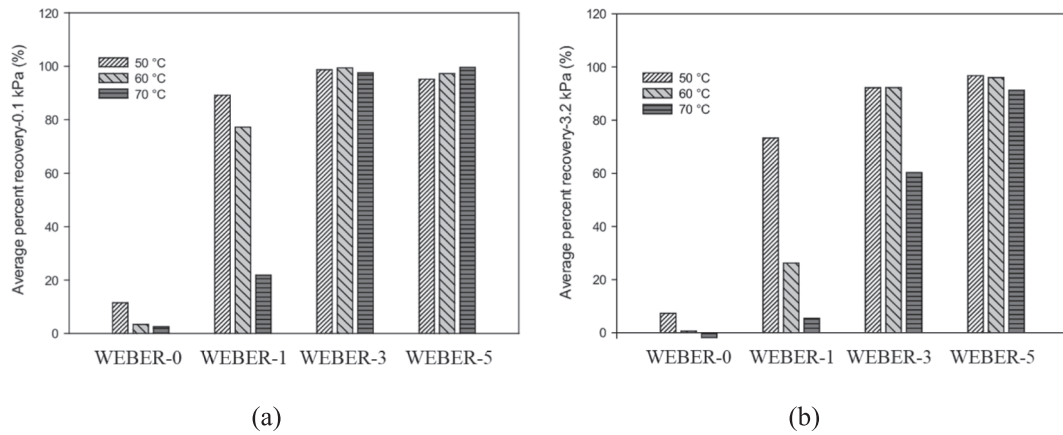 Average percent recovery-0.1 kPa (%)
120
100
80
60
40
20
0
50 °C
60 °C
70 °C
WEBER-0 WEBER-1 WEBER-3 WEBER-5
(a)
Average percent recovery-3.2 kPa (%)
120
100
80
60
40
20
0
50 °C
60 °C
70 °C
WEBER-0 WEBER-1 WEBER-3 WEBER-5
(b)